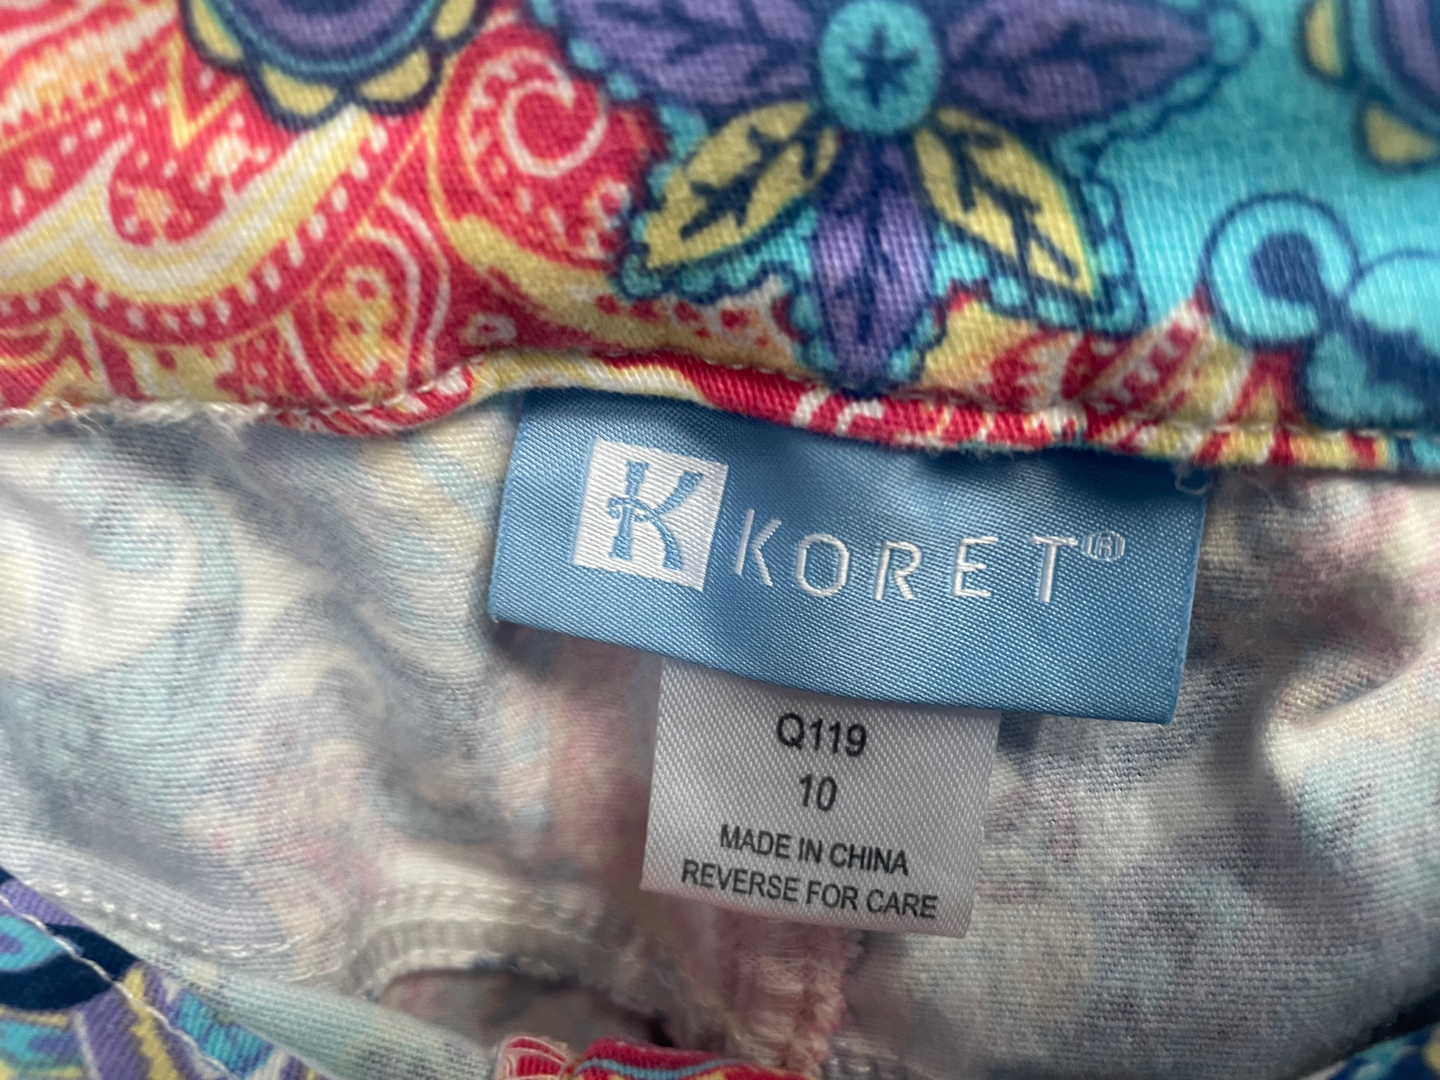 K KORET®
Q119
10
MADE IN CHINA
REVERSE FOR CARE